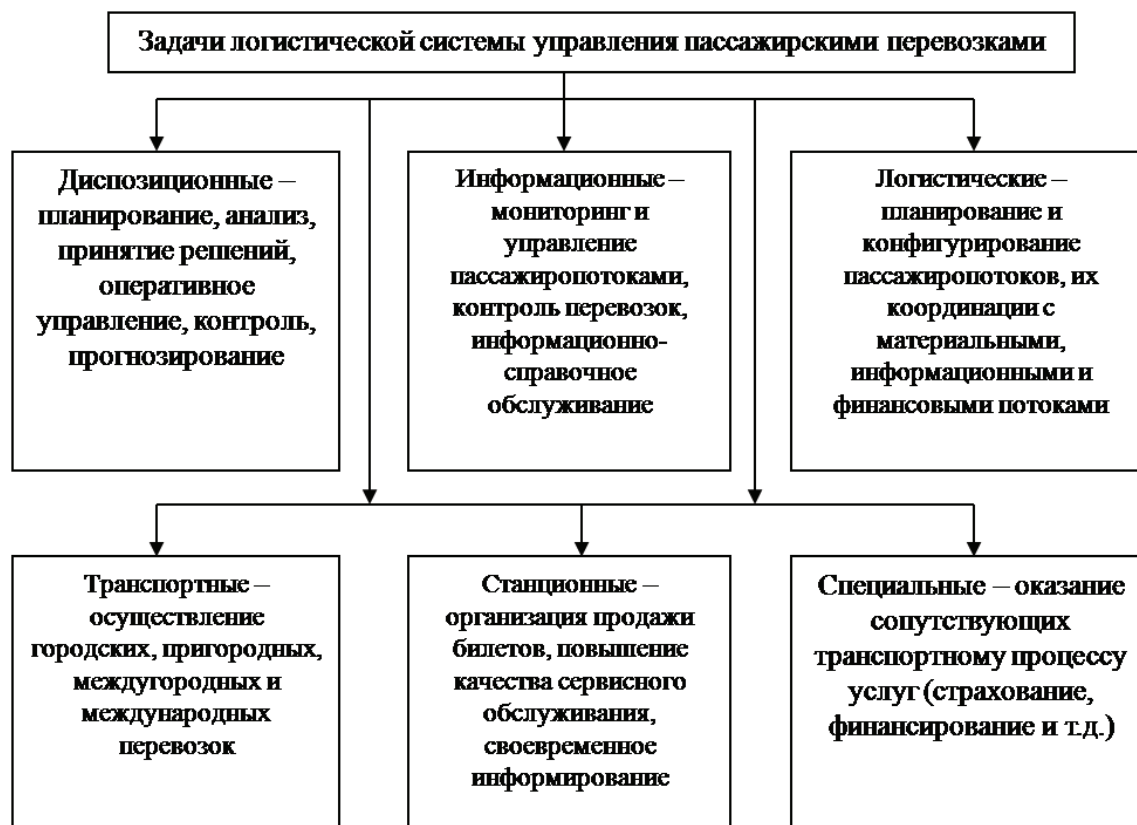 Задачи логистической системы управления пассажирскими перевозками
Диспозиционные –
планирование, анализ,
принятие решений,
оперативное
управление, контроль,
прогнозирование
Информационные –
мониторинг и
управление
пассажиропотоками,
контроль перевозок,
информационно-
справочное
обслуживание
Логистические –
планирование и
конфигурирование
пассажиропотоков, их
координации с
материальными,
информационными и
финансовыми потоками
Транспортные –
осуществление
городских, пригородных,
междугородных и
международных
перевозок
Станционные –
организация продажи
билетов, повышение
качества сервисного
обслуживания,
своевременное
информирование
Специальные – оказание
сопутствующих
транспортному процессу
услуг (страхование,
финансирование и т.д.)